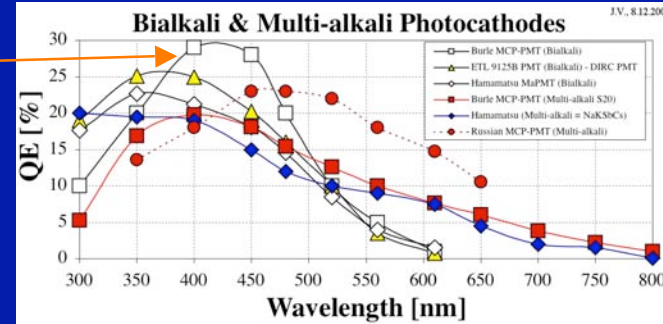 J.V., 8.12.200
Bialkali & Multi-alkali Photocathodes
QE [%]
30
25
20
15
10
5
0
Burle MCP-PMT (Bialkali)
ETL 9125B PMT (Bialkali) - DIRC PMT
Hamamatsu MaPMT (Bialkali)
Burle MCP-PMT (Multi-alkali S20)
Hamamatsu (Multi-alkali = NaKSbCs)
Russian MCP-PMT (Multi-alkali)
300 350 400 450 500 550 600 650 700 750 800
Wavelength [nm]